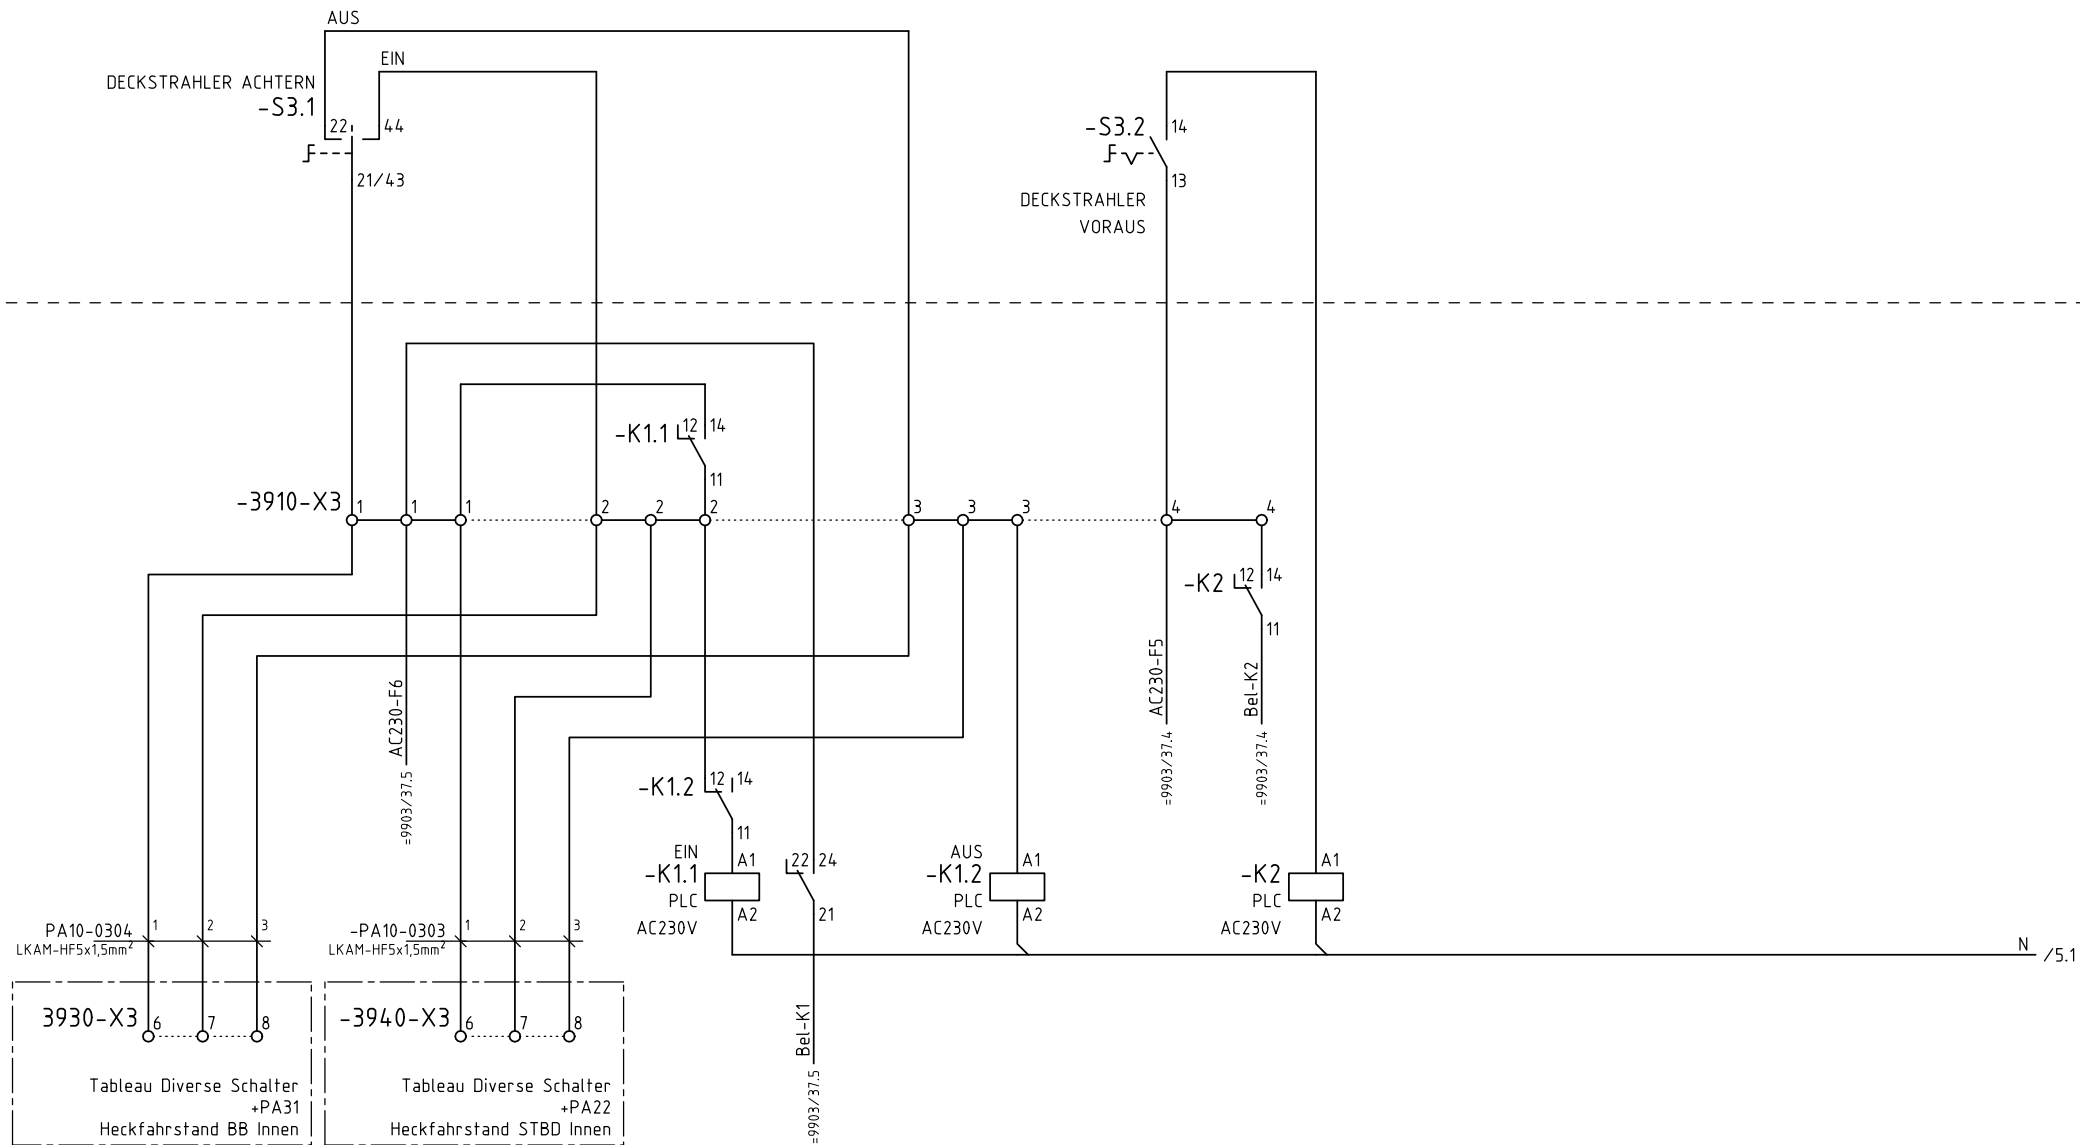 AUS
EIN
DECKSTRAHLER ACHTERN
-S3.1
22
44
21/43
-S3.2
14
13
DECKSTRAHLER
VORAUS
-K1.1
12
14
11
-3910-X3
1
1
1
2
2
2
3
3
3
4
4
-K2
12
14
11
AC230-F6
=9903/37.5
AC230-F5
=9903/37.4
Bel-K2
=9903/37.4
-K1.2
12
14
11
EIN
-K1.1
PLC
AC230V
A1
A2
22
24
21
AUS
-K1.2
PLC
AC230V
A1
A2
-K2
PLC
AC230V
A1
A2
N
/5.1
PA10-0304
LKAM-HF5x1,5mm²
1
2
3
-PA10-0303
LKAM-HF5x1,5mm²
1
2
3
3930-X3
6
7
8
-3940-X3
6
7
8
Bel-K1
=9903/37.5
Tableau Diverse Schalter
+PA31
Heckfahrstand BB Innen
Tableau Diverse Schalter
+PA22
Heckfahrstand STBD Innen